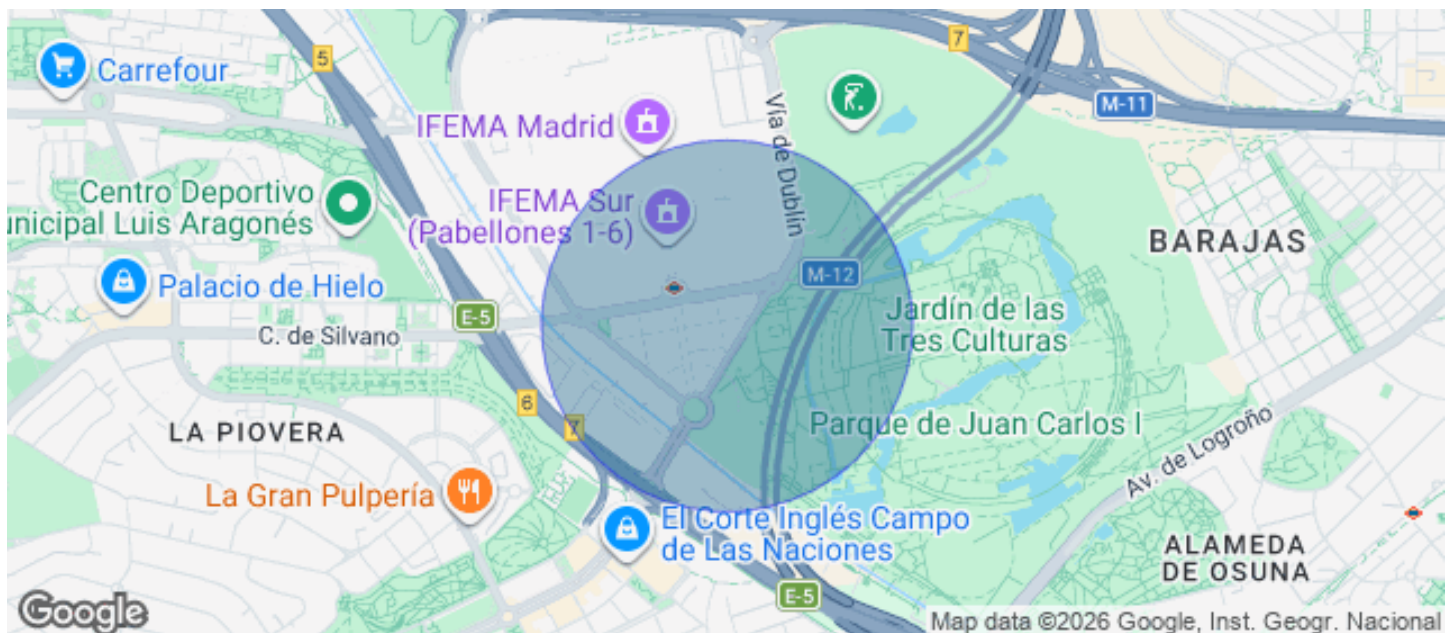 5
7
Carrefour
M-11
IFEMA Madrid
Vía de Dublín
Centro Deportivo
unicipal Luis Aragonés
IFEMA Sur
(Pabellones 1-6)
BARAJAS
Palacio de Hielo
M-12
E-5
C. de Silvano
Jardín de las
Tres Culturas
6
7
LA PIOVERA
Parque de Juan Carlos I
Av. de Logroño
La Gran Pulpería
El Corte Inglés Campo
de Las Naciones
ALAMEDA
DE OSUNA
E-5
Google
Map data ©2026 Google, Inst. Geogr. Nacional